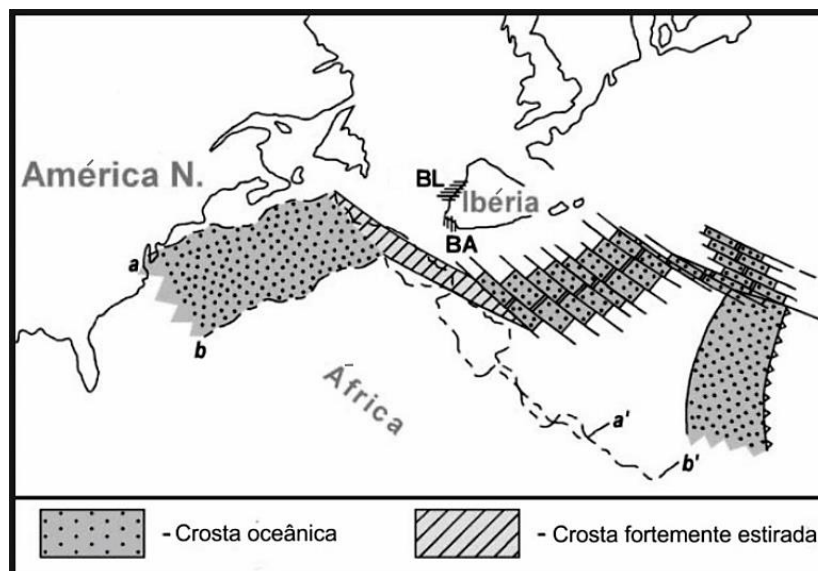 América N.
BL
Ibéria
BA
a
b
África
a'
b'
- Crosta oceânica
- Crosta fortemente estirada